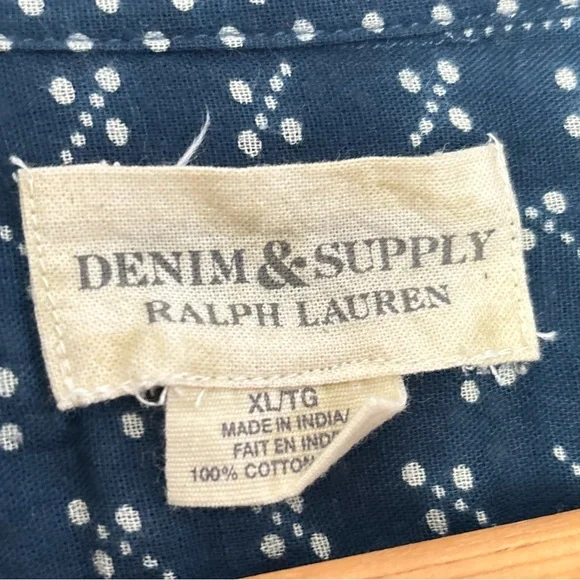 DENIM & SUPPLY
RALPH LAUREN
XL/TG
MADE IN INDIA/
FAIT EN
100% COTTON